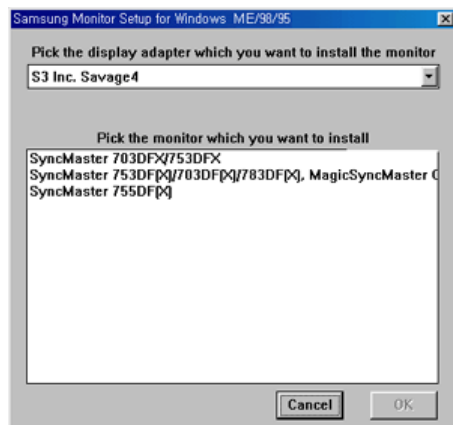 Samsung Monitor Setup for Windows ME/98/95
Pick the display adapter which you want to install the monitor
S3 Inc. Savage4
Pick the monitor which you want to install
SyncMaster 703DFX/753DFX
SyncMaster 753DF[X]/703DF[X]/783DF[X], MagicSyncMaster
SyncMaster 755DF[X]
Cancel OK